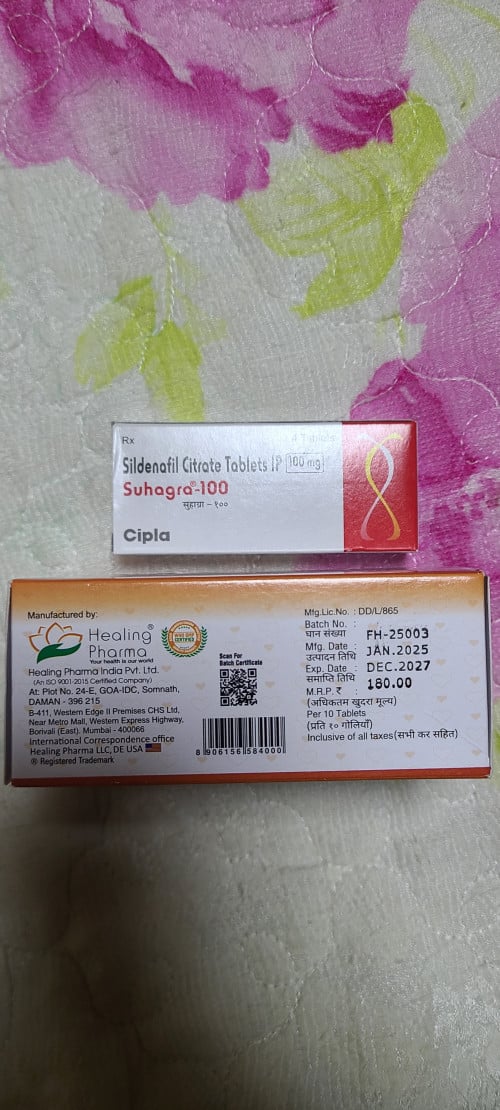 Rx
4 Tablets
Sildenafil Citrate Tablets IP 100 mg
Suhagra®-100
सुहाग्रा – १००
Cipla
Manufactured by:
Healing®
Pharma
Your health is our world
WHO GMP
CERTIFIED
Healing Pharma India Pvt. Ltd.
(An ISO 9001:2015 Certified Company)
At: Plot No. 24-E, GOA-IDC, Somnath,
DAMAN - 396 215
B-411, Western Edge II Premises CHS Ltd,
Near Metro Mall, Western Express Highway,
Borivali (East). Mumbai - 400066
International Correspondence office
Healing Pharma LLC, DE USA
® Registered Trademark
Scan For
Batch Certificate
8 906156 584000
Mfg.Lic.No. : DD/L/865
Batch No. :
घान संख्या FH-25003
Mfg. Date : JAN.2025
उत्पादन तिथि
Exp. Date : DEC.2027
समाप्ति तिथि
M.R.P. ₹ : 180.00
(अधिकतम खुदरा मूल्य)
Per 10 Tablets
(प्रति १० गोलियाँ)
Inclusive of all taxes(सभी कर सहित)